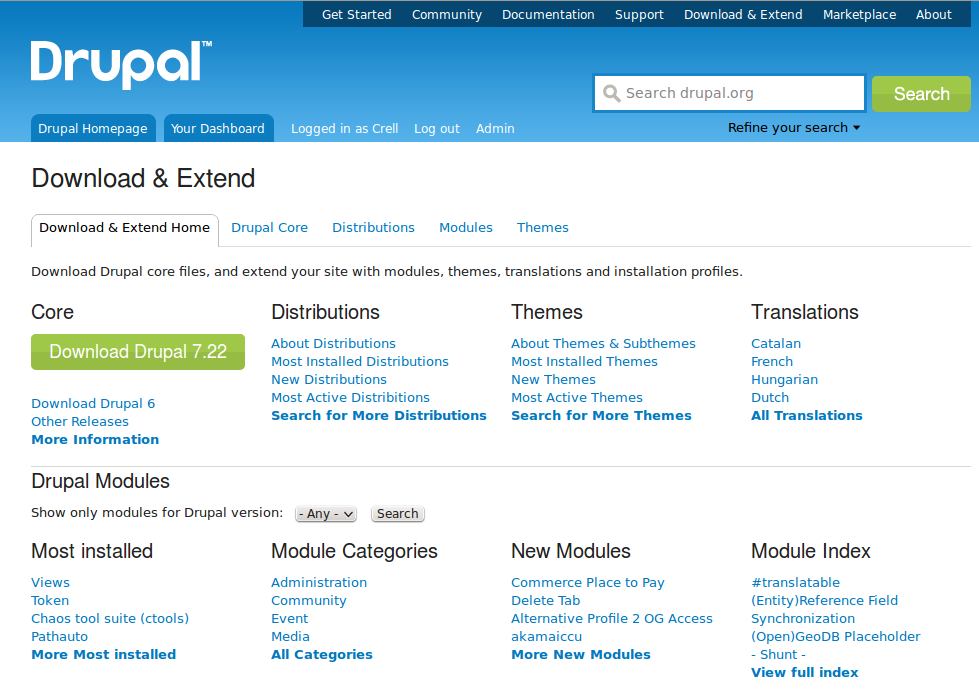 Get Started Community Documentation Support Download & Extend Marketplace About
Drupal™
Search drupal.org Search
Drupal Homepage Your Dashboard Logged in as Crell Log out Admin Refine your search
Download & Extend
Download & Extend Home Drupal Core Distributions Modules Themes
Download Drupal core files, and extend your site with modules, themes, translations and installation profiles.
Core
Download Drupal 7.22
Download Drupal 6
Other Releases
More Information
Distributions
About Distributions
Most Installed Distributions
New Distributions
Most Active Distribitions
Search for More Distributions
Themes
About Themes & Subthemes
Most Installed Themes
New Themes
Most Active Themes
Search for More Themes
Translations
Catalan
French
Hungarian
Dutch
All Translations
Drupal Modules
Show only modules for Drupal version: - Any - Search
Most installed
Views
Token
Chaos tool suite (ctools)
Pathauto
More Most installed
Module Categories
Administration
Community
Event
Media
All Categories
New Modules
Commerce Place to Pay
Delete Tab
Alternative Profile 2 OG Access
akamaiccu
More New Modules
Module Index
#translatable
(Entity)Reference Field
Synchronization
(Open)GeoDB Placeholder
- Shunt -
View full index